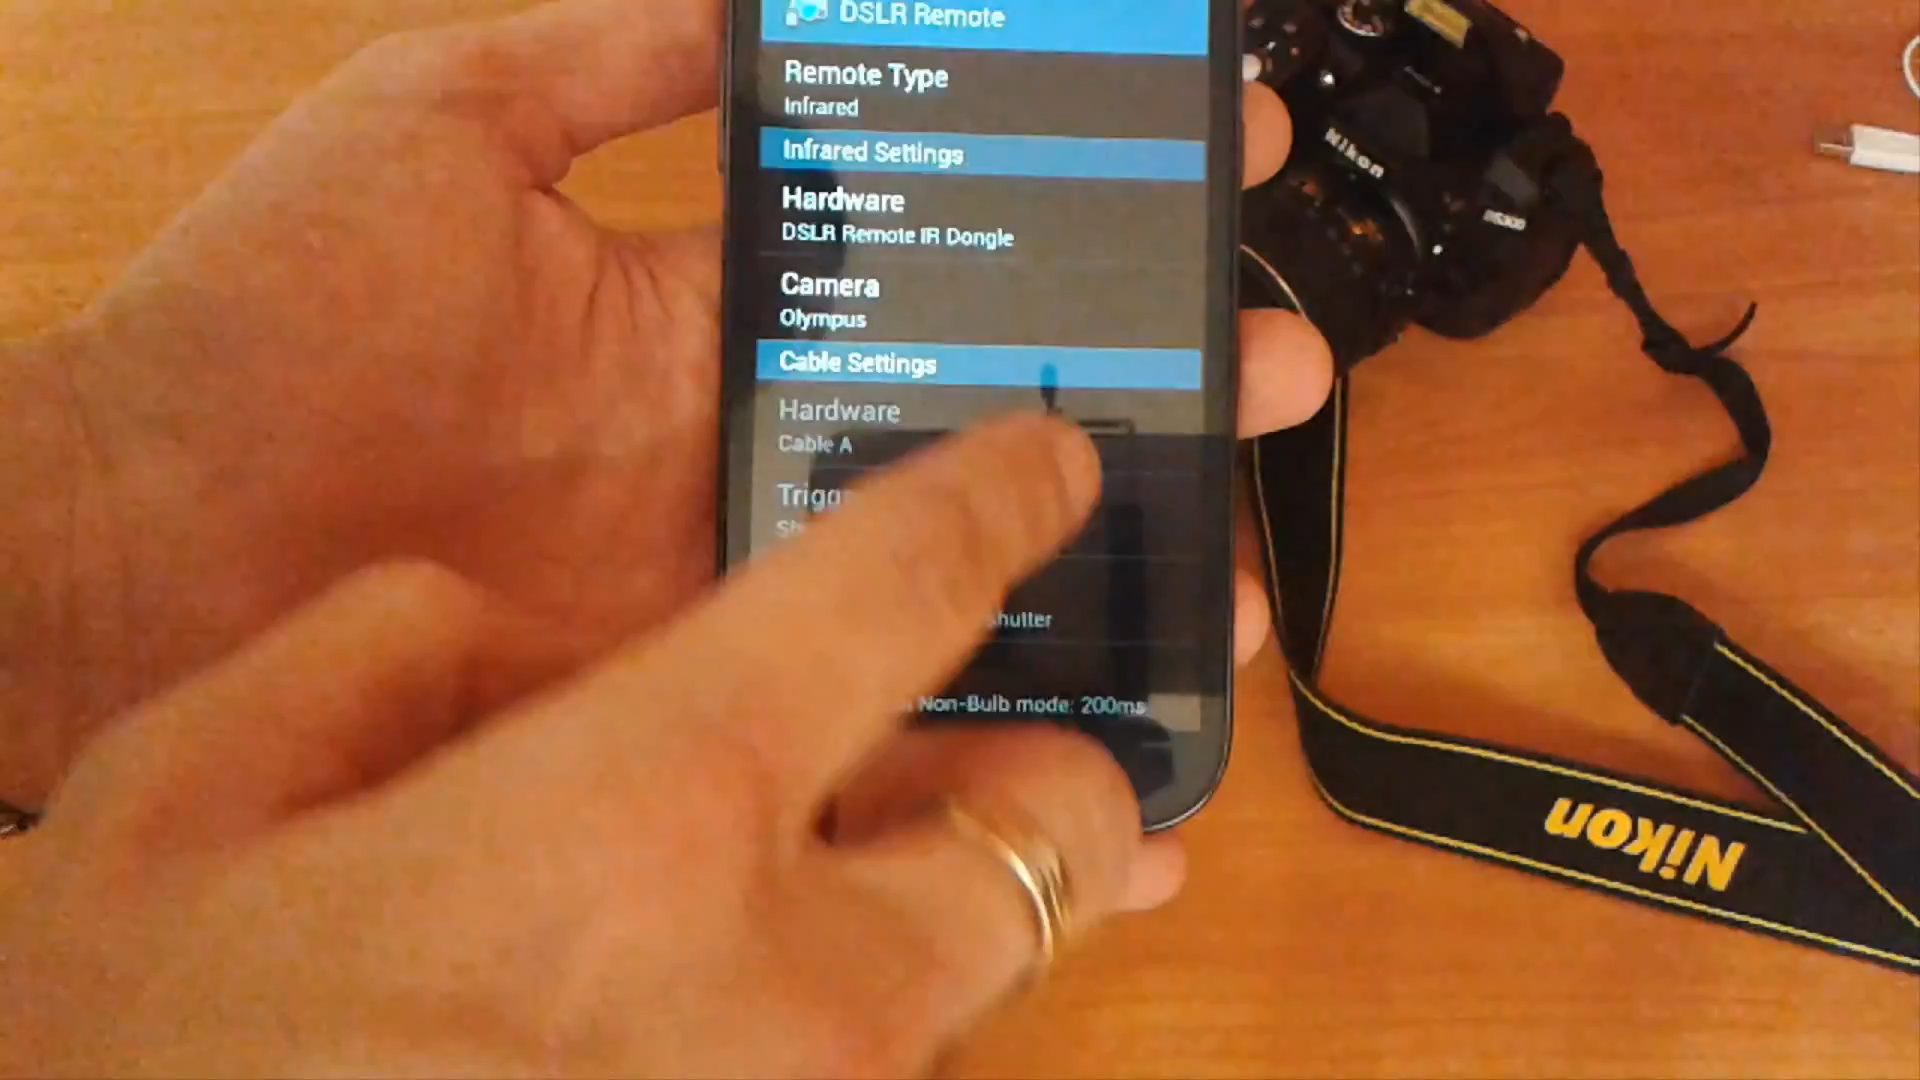 DSLR Remote
Remote Type
Infrared
Infrared Settings
Hardware
DSLR Remote IR Dongle
Camera
Olympus
Cable Settings
Hardware
Cable A
Non-Bulb mode: 200ms
Nikon
Nikon